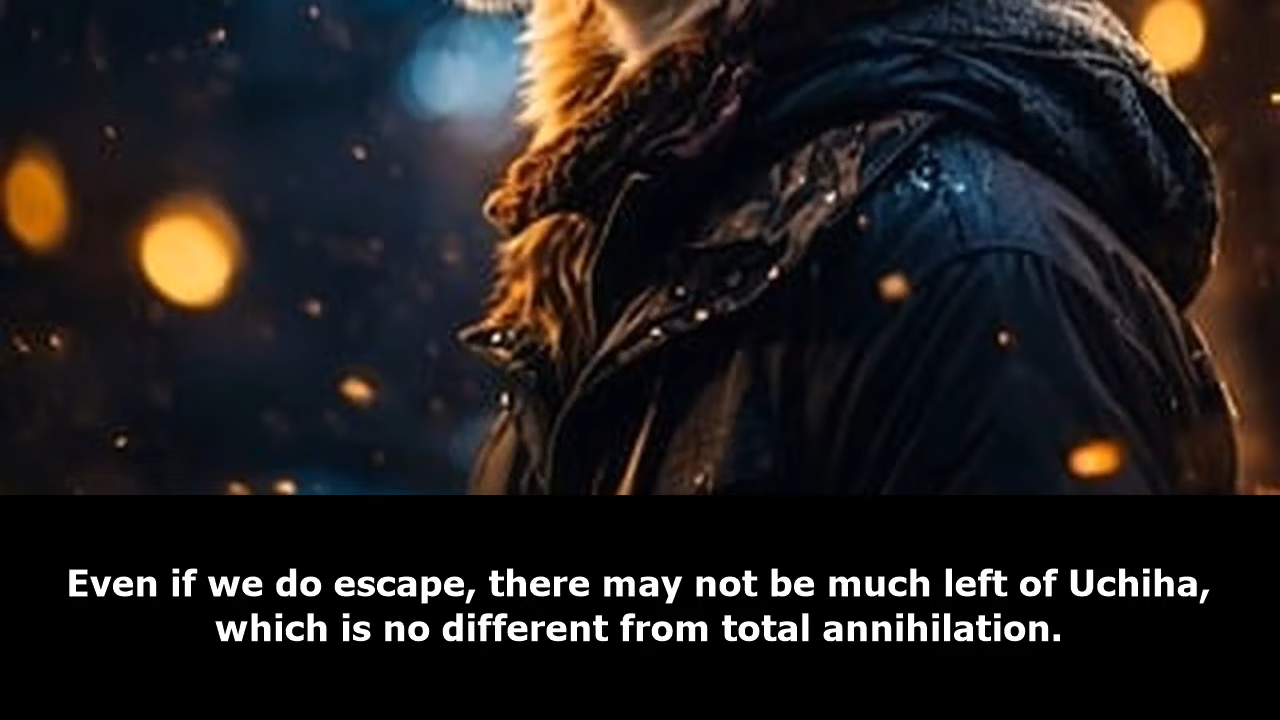 Even if we do escape, there may not be much left of Uchiha,
which is no different from total annihilation.